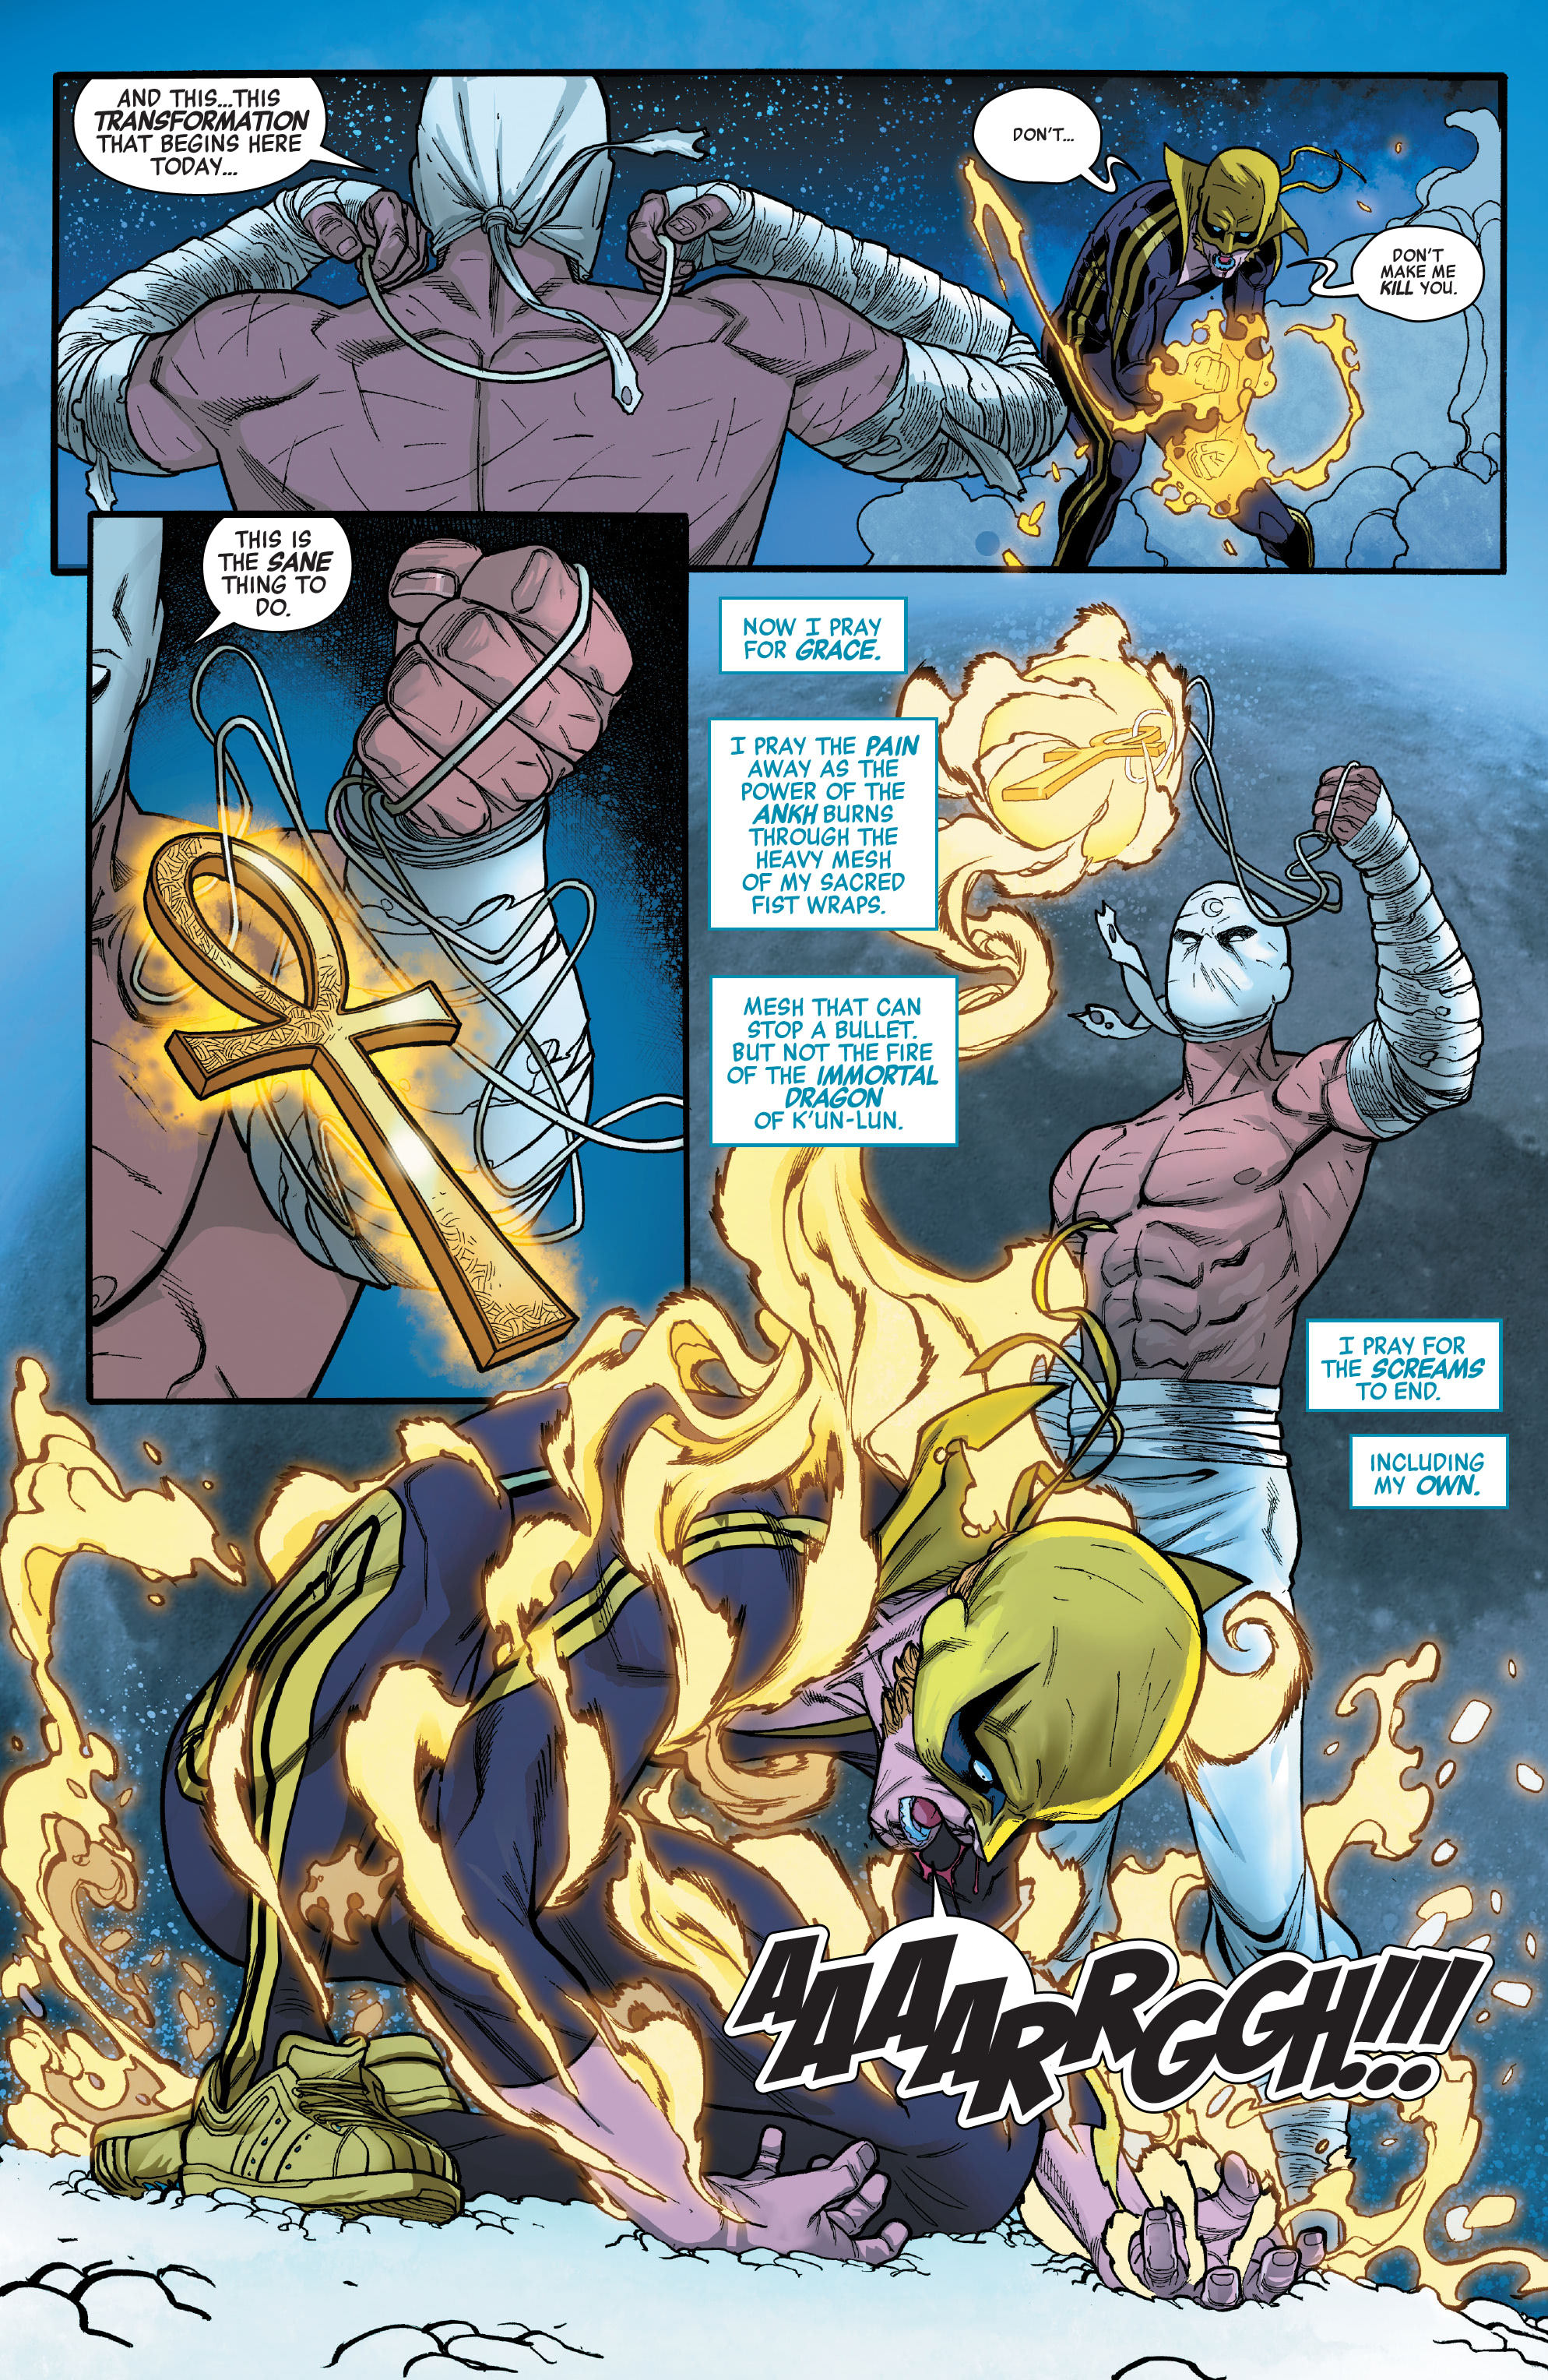 AND THIS...THIS
TRANSFORMATION
THAT BEGINS HERE
TODAY...
DON'T...
DON'T
MAKE ME
KILL YOU.
THIS IS
THE SANE
THING TO
DO.
NOW I PRAY
FOR GRACE.
I PRAY THE PAIN
AWAY AS THE
POWER OF THE
ANKH BURNS
THROUGH THE
HEAVY MESH
OF MY SACRED
FIST WRAPS.
MESH THAT CAN
STOP A BULLET.
BUT NOT THE FIRE
OF THE IMMORTAL
DRAGON
OF K'UN-LUN.
I PRAY FOR
THE SCREAMS
TO END.
INCLUDING
MY OWN.
AAAAARRGGH!!!